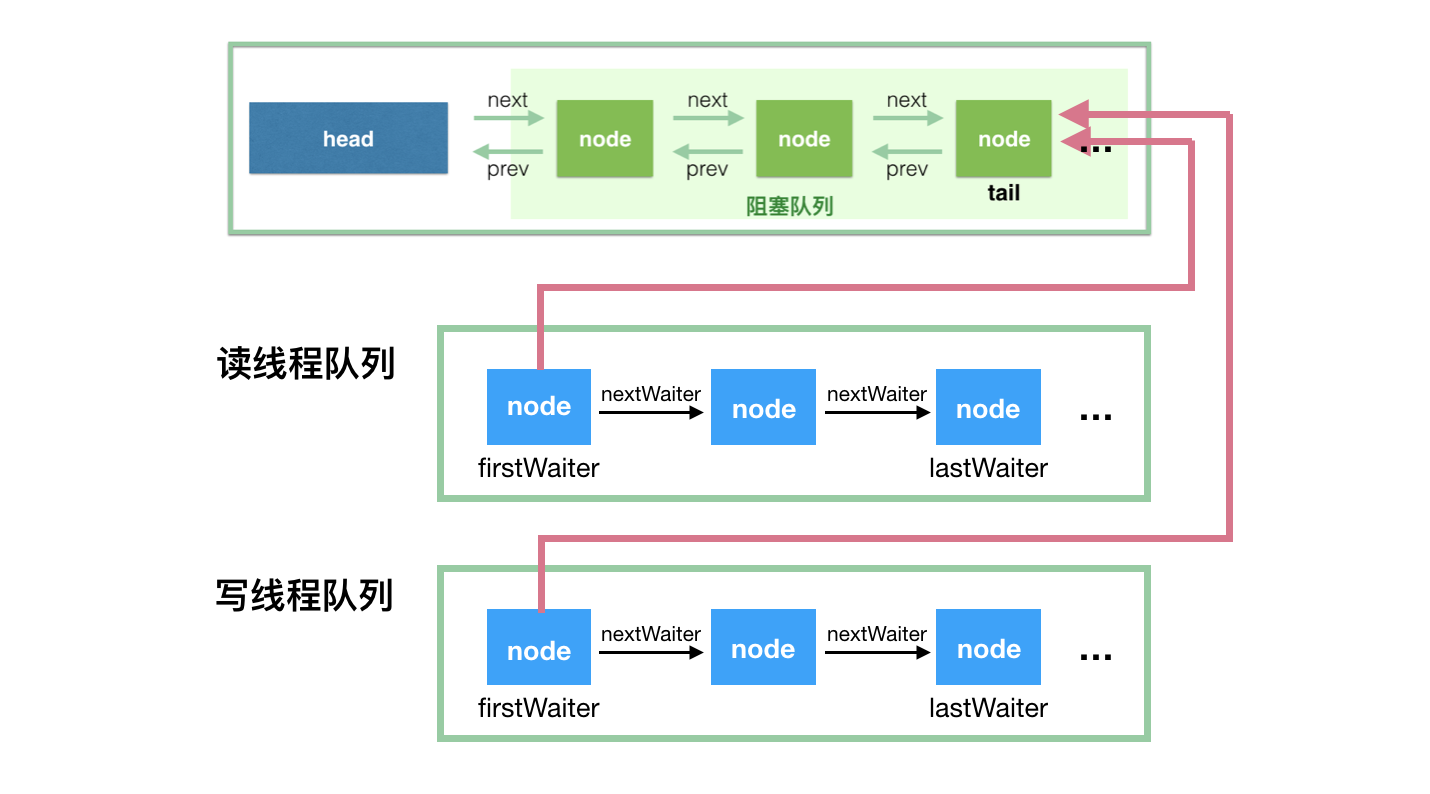 next next next
head node node node ...
prev prev prev
tail
阻塞队列
读线程队列
node nextWaiter node nextWaiter node ...
firstWaiter lastWaiter
写线程队列
node nextWaiter node nextWaiter node ...
firstWaiter lastWaiter